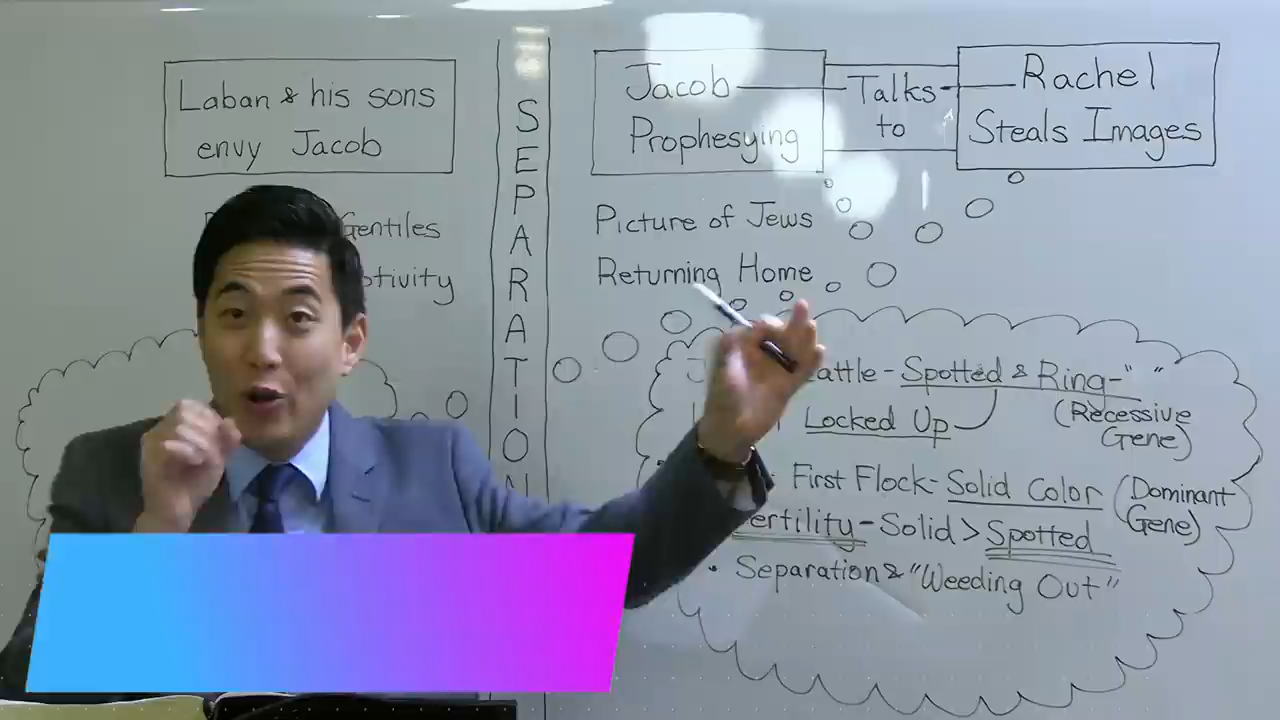 Laban & his sons
envy Jacob
Gentiles
SEPARATION
Jacob
Prophesying
Talks
to
Rachel
Steals Images
Picture of Jews
Returning Home
Spotted & Ring-" "
Locked Up
(Recessive
Gene)
First Flock-Solid Color
(Dominant
Gene)
-Solid > Spotted
• Separation & "Weeding Out"